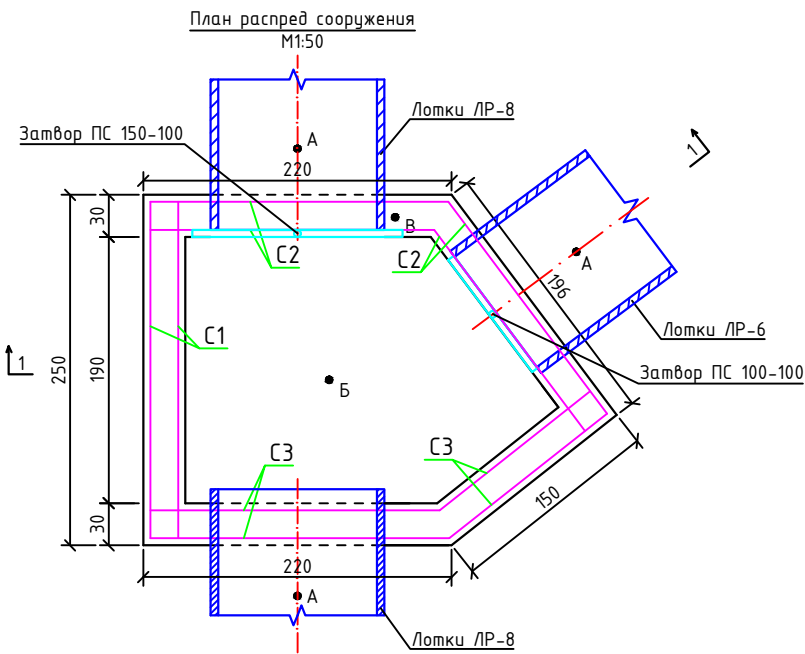 План распред сооружения
М1:50
Лотки ЛР-8
Затвор ПС 150-100
А
1
220
30
В
С2
С2
А
196
Лотки ЛР-6
С1
1
250
190
Затвор ПС 100-100
Б
С3
С3
150
30
220
А
Лотки ЛР-8